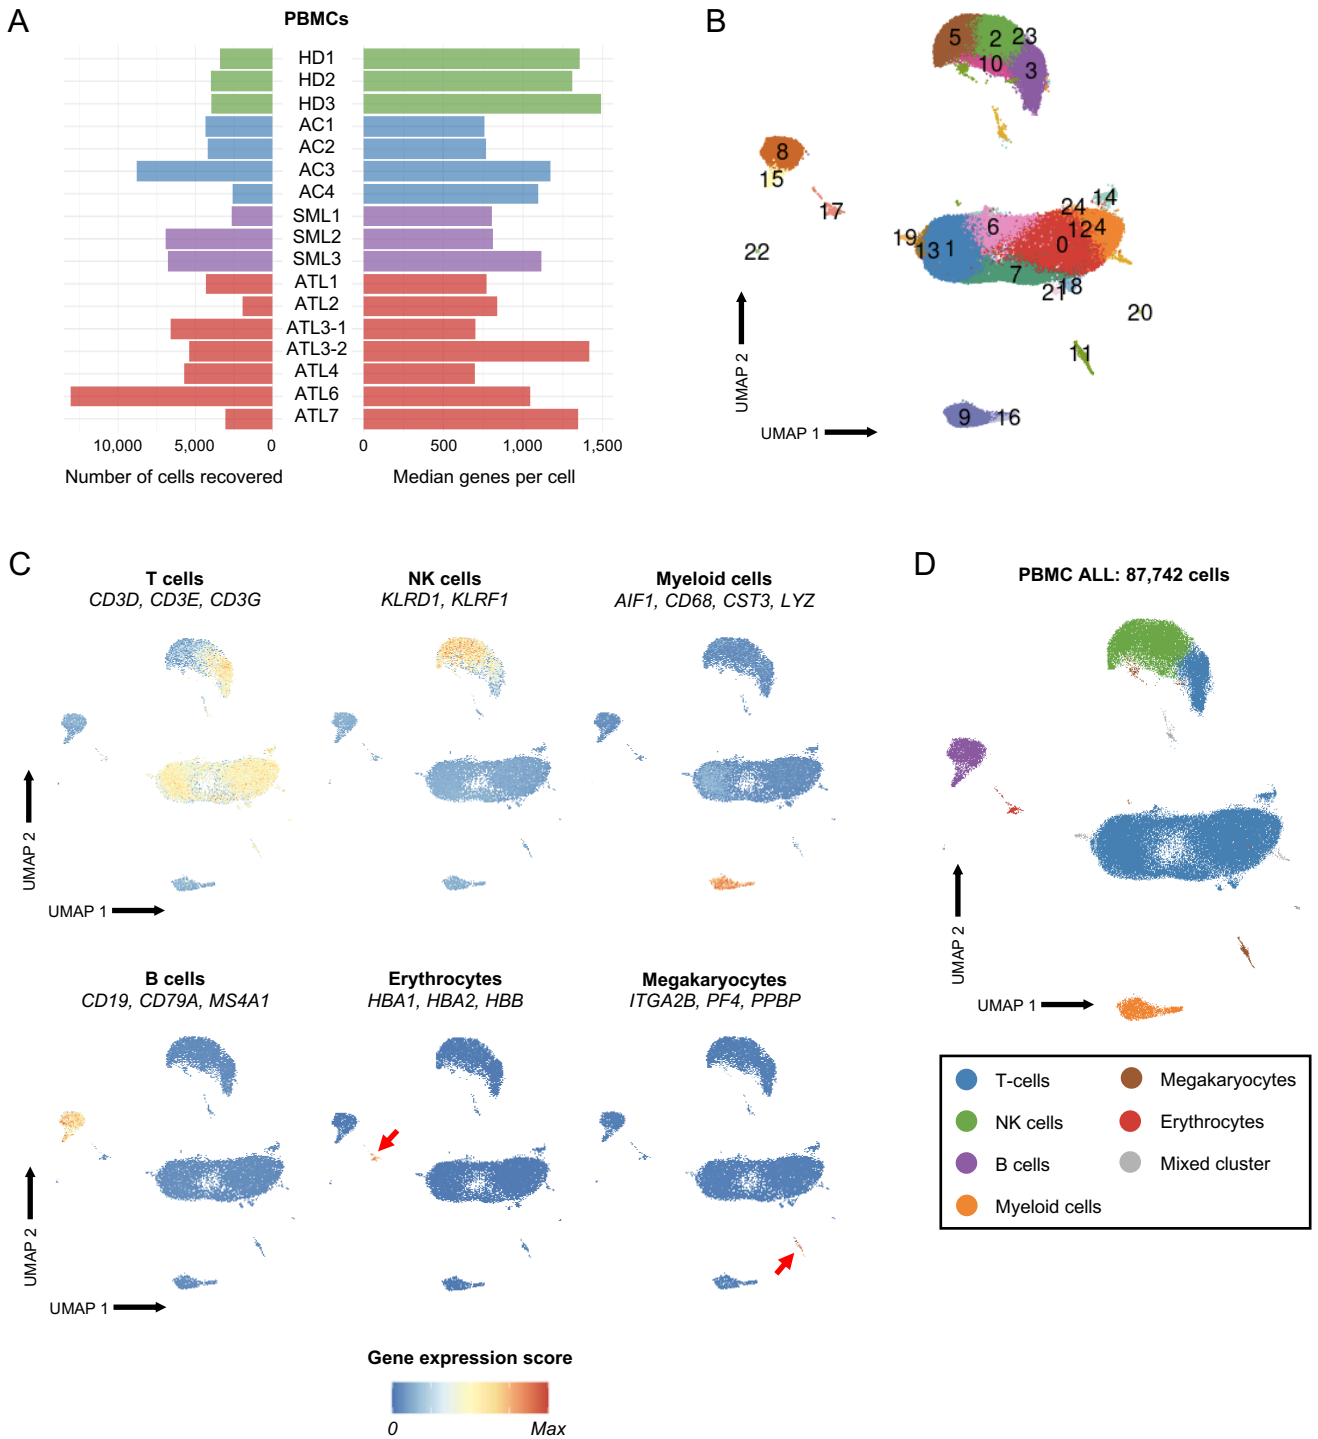 A
PBMCs
HD1
HD2
HD3
AC1
AC2
AC3
AC4
SML1
SML2
SML3
ATL1
ATL2
ATL3-1
ATL3-2
ATL4
ATL6
ATL7
10,000 5,000 0
0 500 1,000 1,500
Number of cells recovered
Median genes per cell
B
5 2 23
10 3
8
15
17
14
24
19 13 1 6 0 12 4
22
7
21 18
20
11
9 16
UMAP 2
UMAP 1
C
T cells
CD3D, CD3E, CD3G
NK cells
KLRD1, KLRF1
Myeloid cells
AIF1, CD68, CST3, LYZ
UMAP 2
UMAP 1
B cells
CD19, CD79A, MS4A1
Erythrocytes
HBA1, HBA2, HBB
Megakaryocytes
ITGA2B, PF4, PPBP
UMAP 2
UMAP 1
Gene expression score
0 Max
D
PBMC ALL: 87,742 cells
UMAP 2
UMAP 1
T-cells
NK cells
B cells
Myeloid cells
Megakaryocytes
Erythrocytes
Mixed cluster